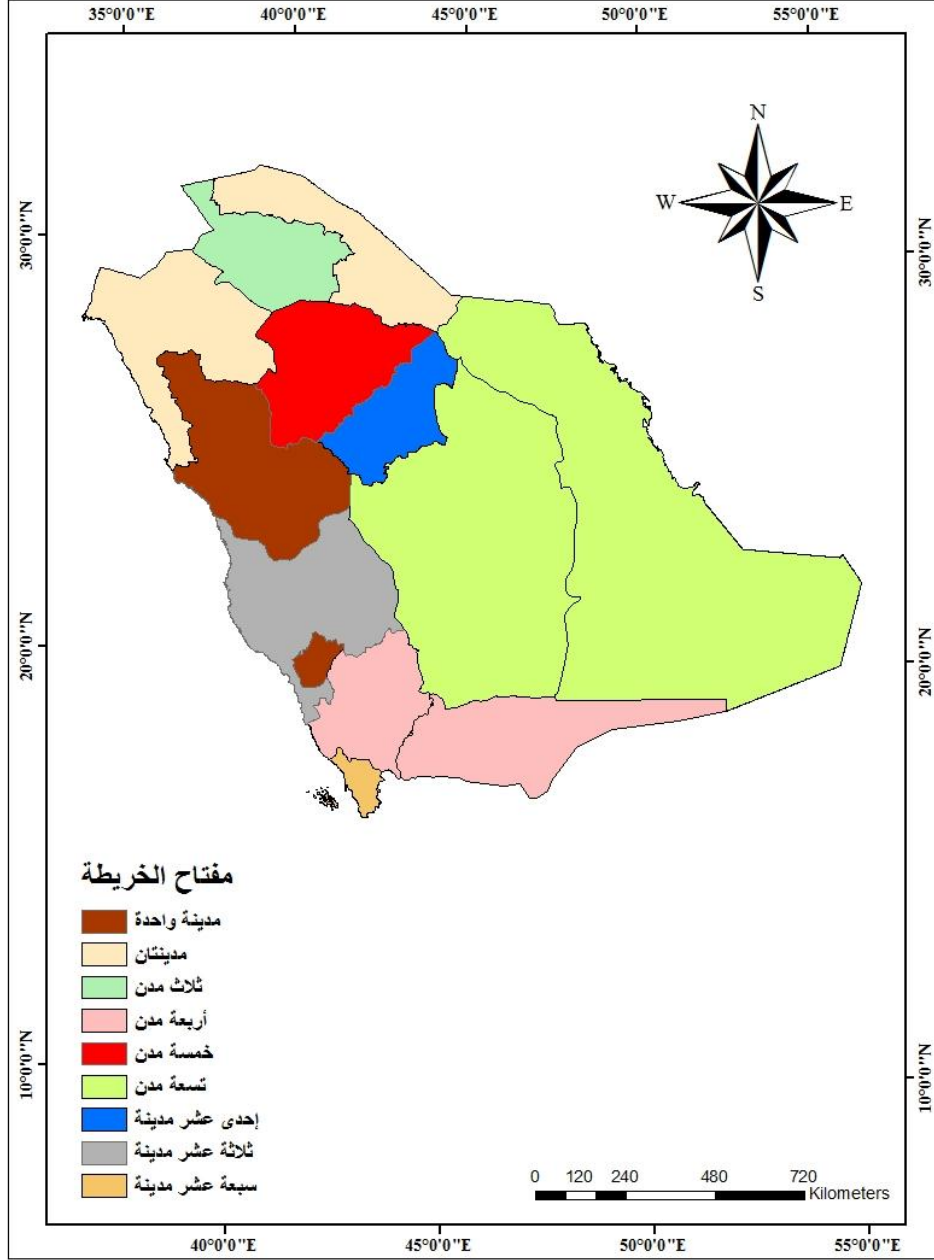 35°0'0"E 40°0'0"E 45°0'0"E 50°0'0"E 55°0'0"E
N
W E
S
30°0'0"N 30°0'0"N
20°0'0"N 20°0'0"N
10°0'0"N 10°0'0"N
مفتاح الخريطة
مدينة واحدة
مدينتان
ثلاث مدن
أربعة مدن
خمسة مدن
تسعة مدن
إحدى عشر مدينة
ثلاثة عشر مدينة
سبعة عشر مدينة
0 120 240 480 720
Kilometers
40°0'0"E 45°0'0"E 50°0'0"E 55°0'0"E